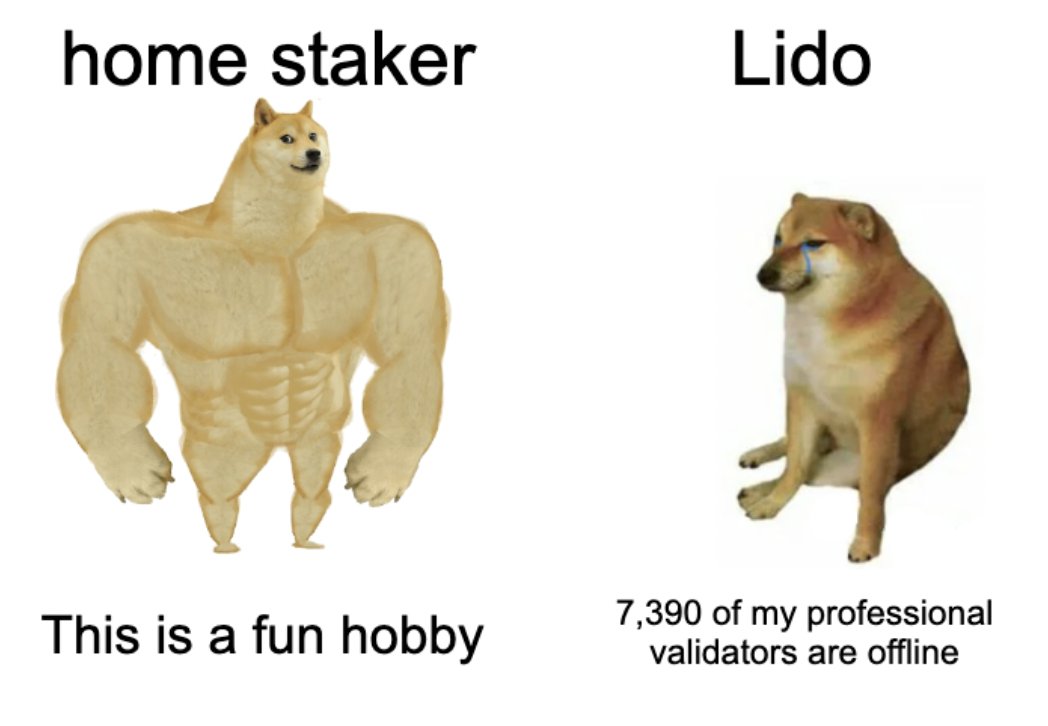 home staker
Lido
This is a fun hobby
7,390 of my professional
validators are offline